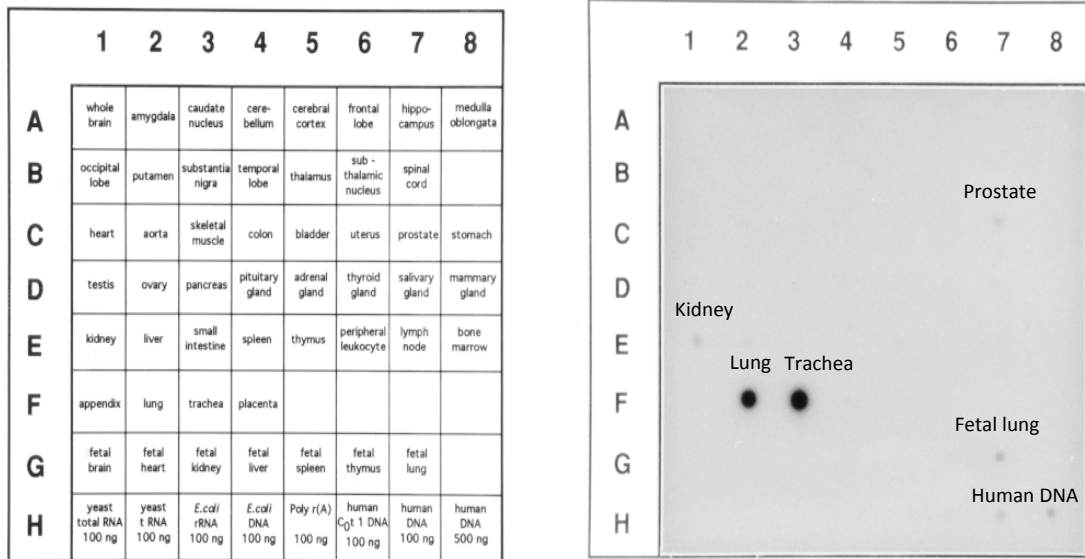 1 2 3 4 5 6 7 8
A
whole brain
amygdala
caudate nucleus
cere-bellum
cerebral cortex
frontal lobe
hippo-campus
medulla oblongata
B
occipital lobe
putamen
substantia nigra
temporal lobe
thalamus
sub-thalamic nucleus
spinal cord
C
heart
aorta
skeletal muscle
colon
bladder
uterus
prostate
stomach
D
testis
ovary
pancreas
pituitary gland
adrenal gland
thyroid gland
salivary gland
mammary gland
E
kidney
liver
small intestine
spleen
thymus
peripheral leukocyte
lymph node
bone marrow
F
appendix
lung
trachea
placenta
G
fetal brain
fetal heart
fetal kidney
fetal liver
fetal spleen
fetal thymus
fetal lung
H
yeast total RNA 100 ng
yeast t RNA 100 ng
E.coli rRNA 100 ng
E.coli DNA 100 ng
Poly r(A) 100 ng
human C0t 1 DNA 100 ng
human DNA 100 ng
human DNA 500 ng
1 2 3 4 5 6 7 8
A
B
Prostate
C
D
Kidney
E
Lung Trachea
F
Fetal lung
G
Human DNA
H